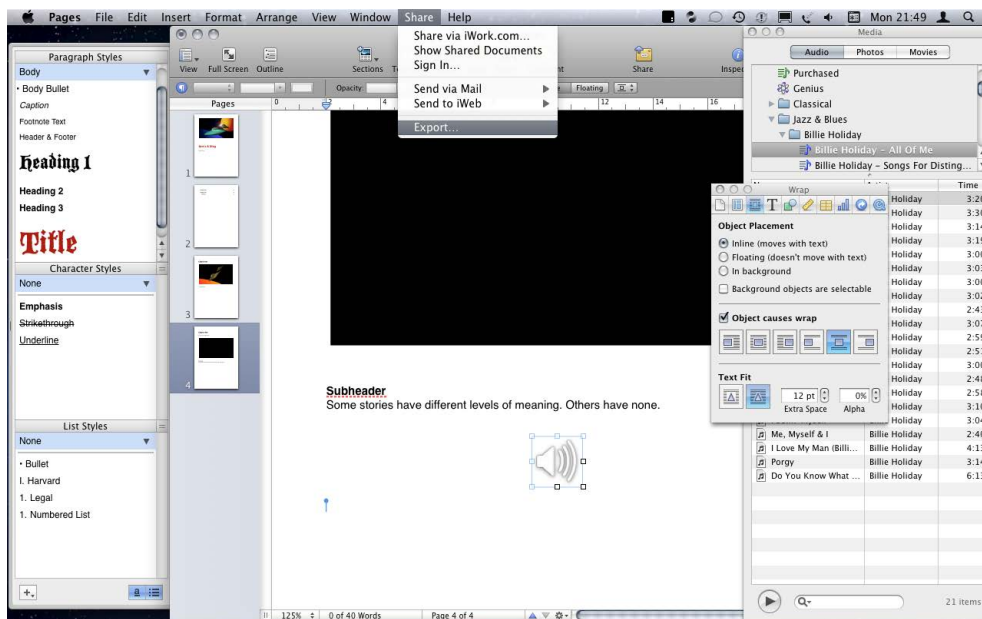 Pages File Edit Insert Format Arrange View Window Share Help
Mon 21:49
Paragraph Styles
Body
• Body Bullet
Caption
Footnote Text
Header & Footer
Heading 1
Heading 2
Heading 3
Title
Character Styles
None
Emphasis
Strikethrough
Underline
List Styles
None
• Bullet
I. Harvard
1. Legal
1. Numbered List
a
View Full Screen Outline Sections
Share
Opacity
Floating
Share via iWork.com...
Show Shared Documents
Sign In...
Send via Mail
Send to iWeb
Export...
Pages
0 2 4 12 14 16
1
2
3
4
Subheader
Some stories have different levels of meaning. Others have none.
125% 0 of 40 Words Page 4 of 4
Media
Audio Photos Movies
Purchased
Genius
Classical
Jazz & Blues
Billie Holiday
Billie Holiday – All Of Me
Billie Holiday – Songs For Disting...
Time
Wrap
Object Placement
Inline (moves with text)
Floating (doesn't move with text)
In background
Background objects are selectable
Object causes wrap
Text Fit
12 pt 0%
Extra Space Alpha
Me, Myself & I Billie Holiday
I Love My Man (Billi... Billie Holiday
Porgy Billie Holiday
Do You Know What ... Billie Holiday
21 items